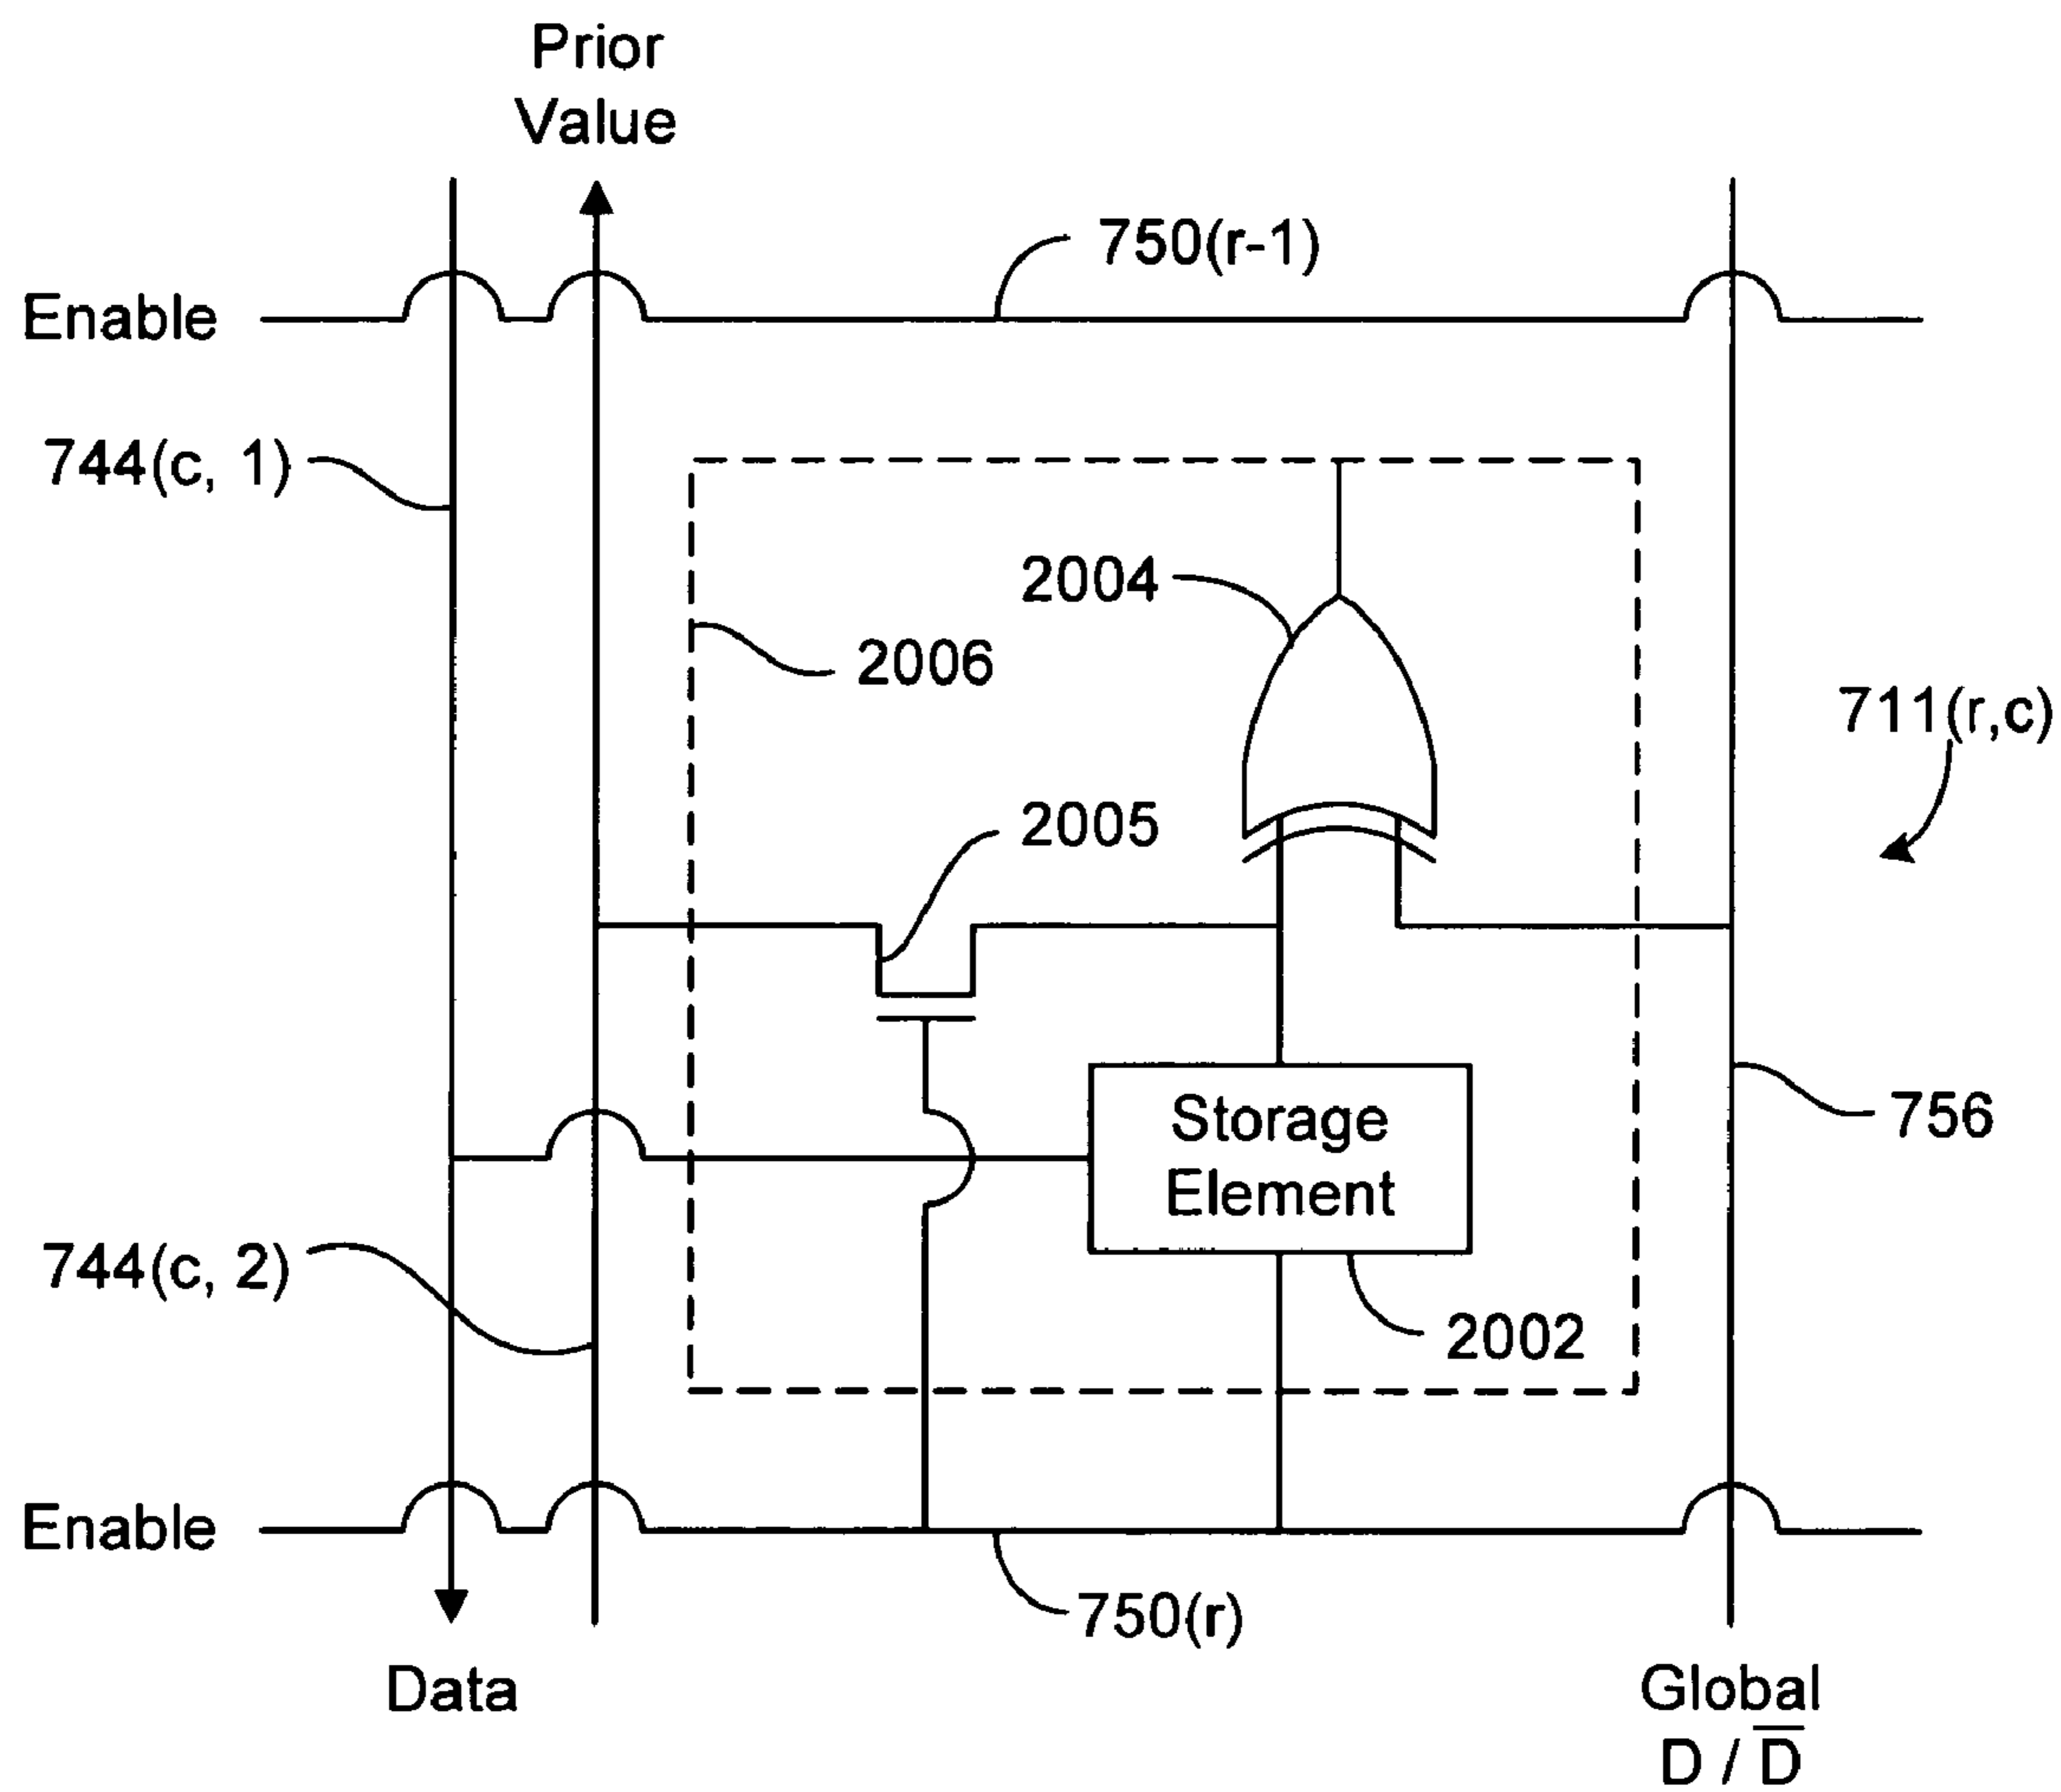 Prior
Value
750(r-1)
Enable
744(c, 1)
2004
2006
711(r,c)
2005
Storage
Element
756
744(c, 2)
2002
Enable
750(r)
Data
Global
D / D̅